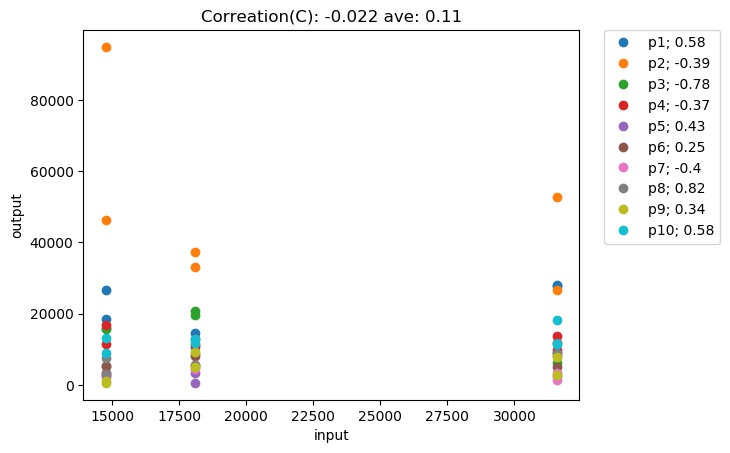 Correation(C): -0.022 ave: 0.11
80000
60000
40000
20000
0
output
15000 17500 20000 22500 25000 27500 30000
input
p1; 0.58
p2; -0.39
p3; -0.78
p4; -0.37
p5; 0.43
p6; 0.25
p7; -0.4
p8; 0.82
p9; 0.34
p10; 0.58